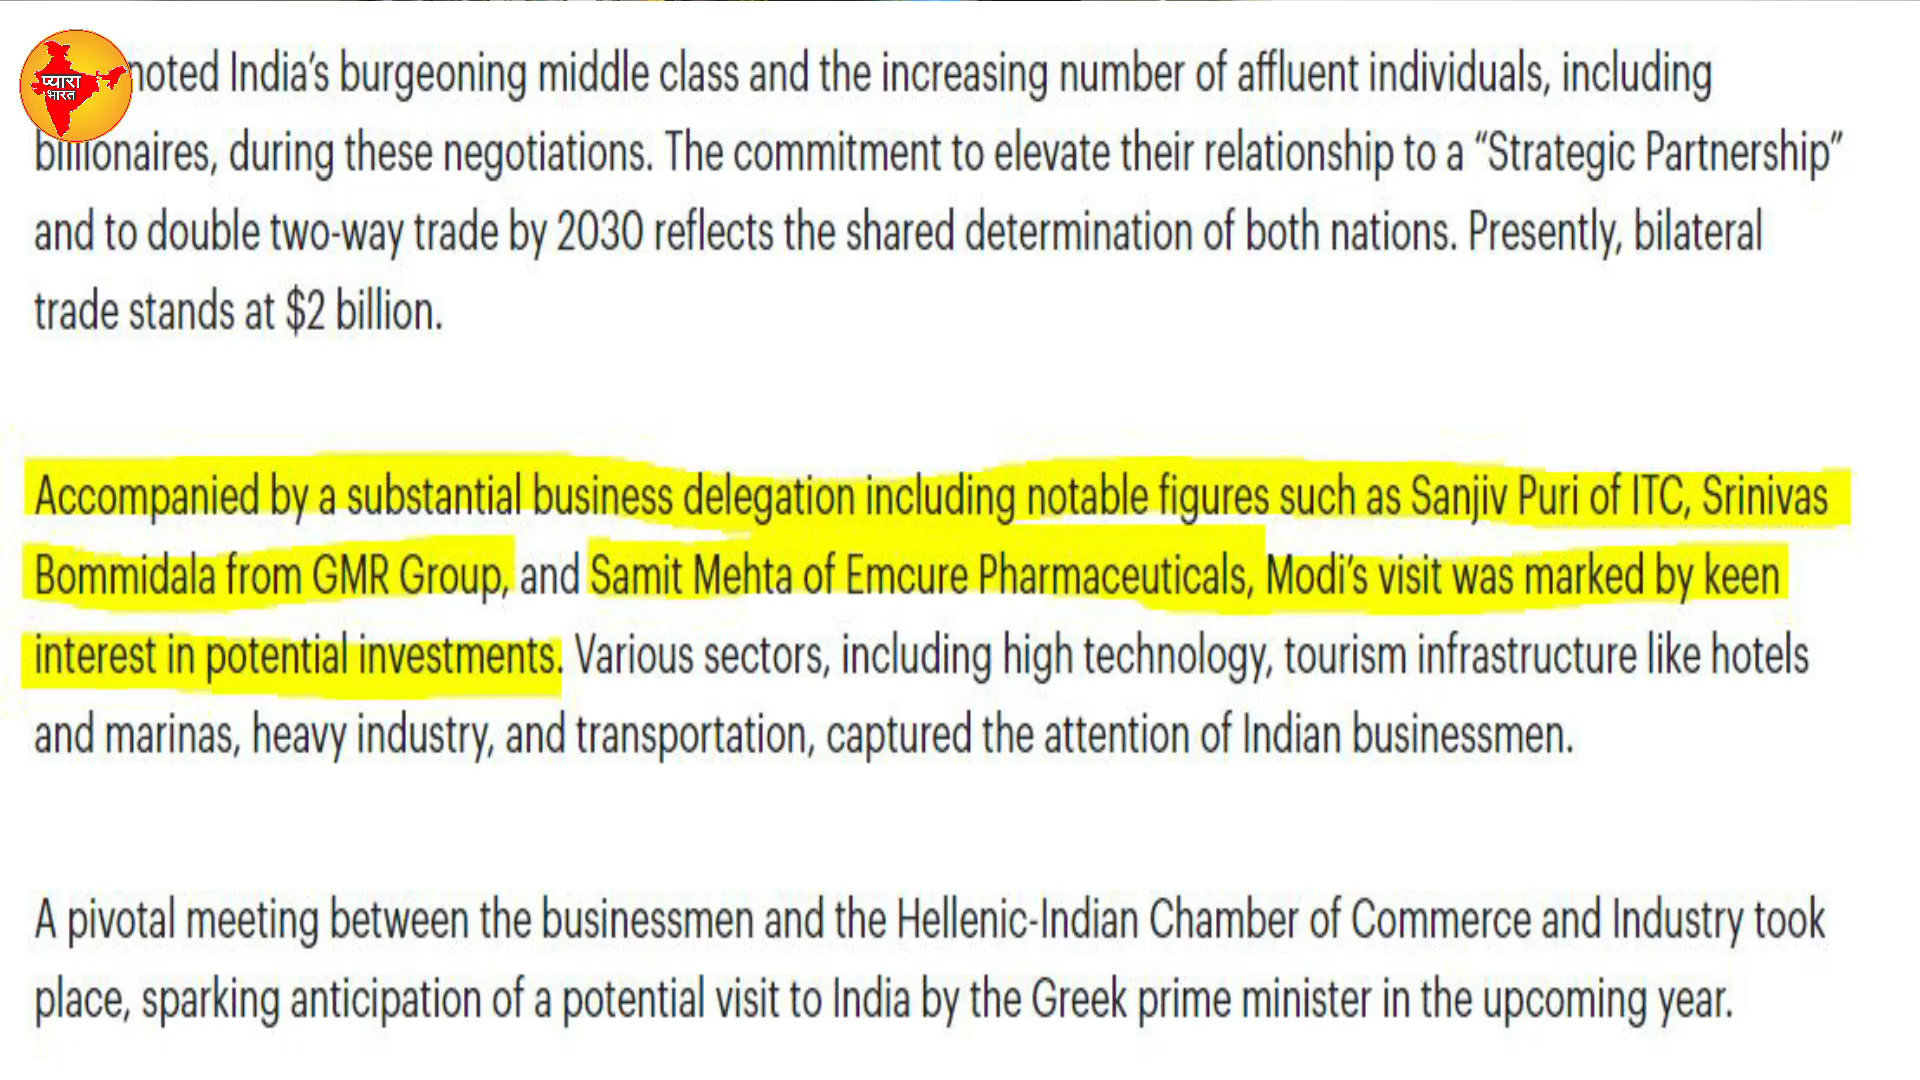 प्यारा
भारत
noted India's burgeoning middle class and the increasing number of affluent individuals, including
billionaires, during these negotiations. The commitment to elevate their relationship to a “Strategic Partnership”
and to double two-way trade by 2030 reflects the shared determination of both nations. Presently, bilateral
trade stands at $2 billion.
Accompanied by a substantial business delegation including notable figures such as Sanjiv Puri of ITC, Srinivas
Bommidala from GMR Group, and Samit Mehta of Emcure Pharmaceuticals, Modi's visit was marked by keen
interest in potential investments. Various sectors, including high technology, tourism infrastructure like hotels
and marinas, heavy industry, and transportation, captured the attention of Indian businessmen.
A pivotal meeting between the businessmen and the Hellenic-Indian Chamber of Commerce and Industry took
place, sparking anticipation of a potential visit to India by the Greek prime minister in the upcoming year.